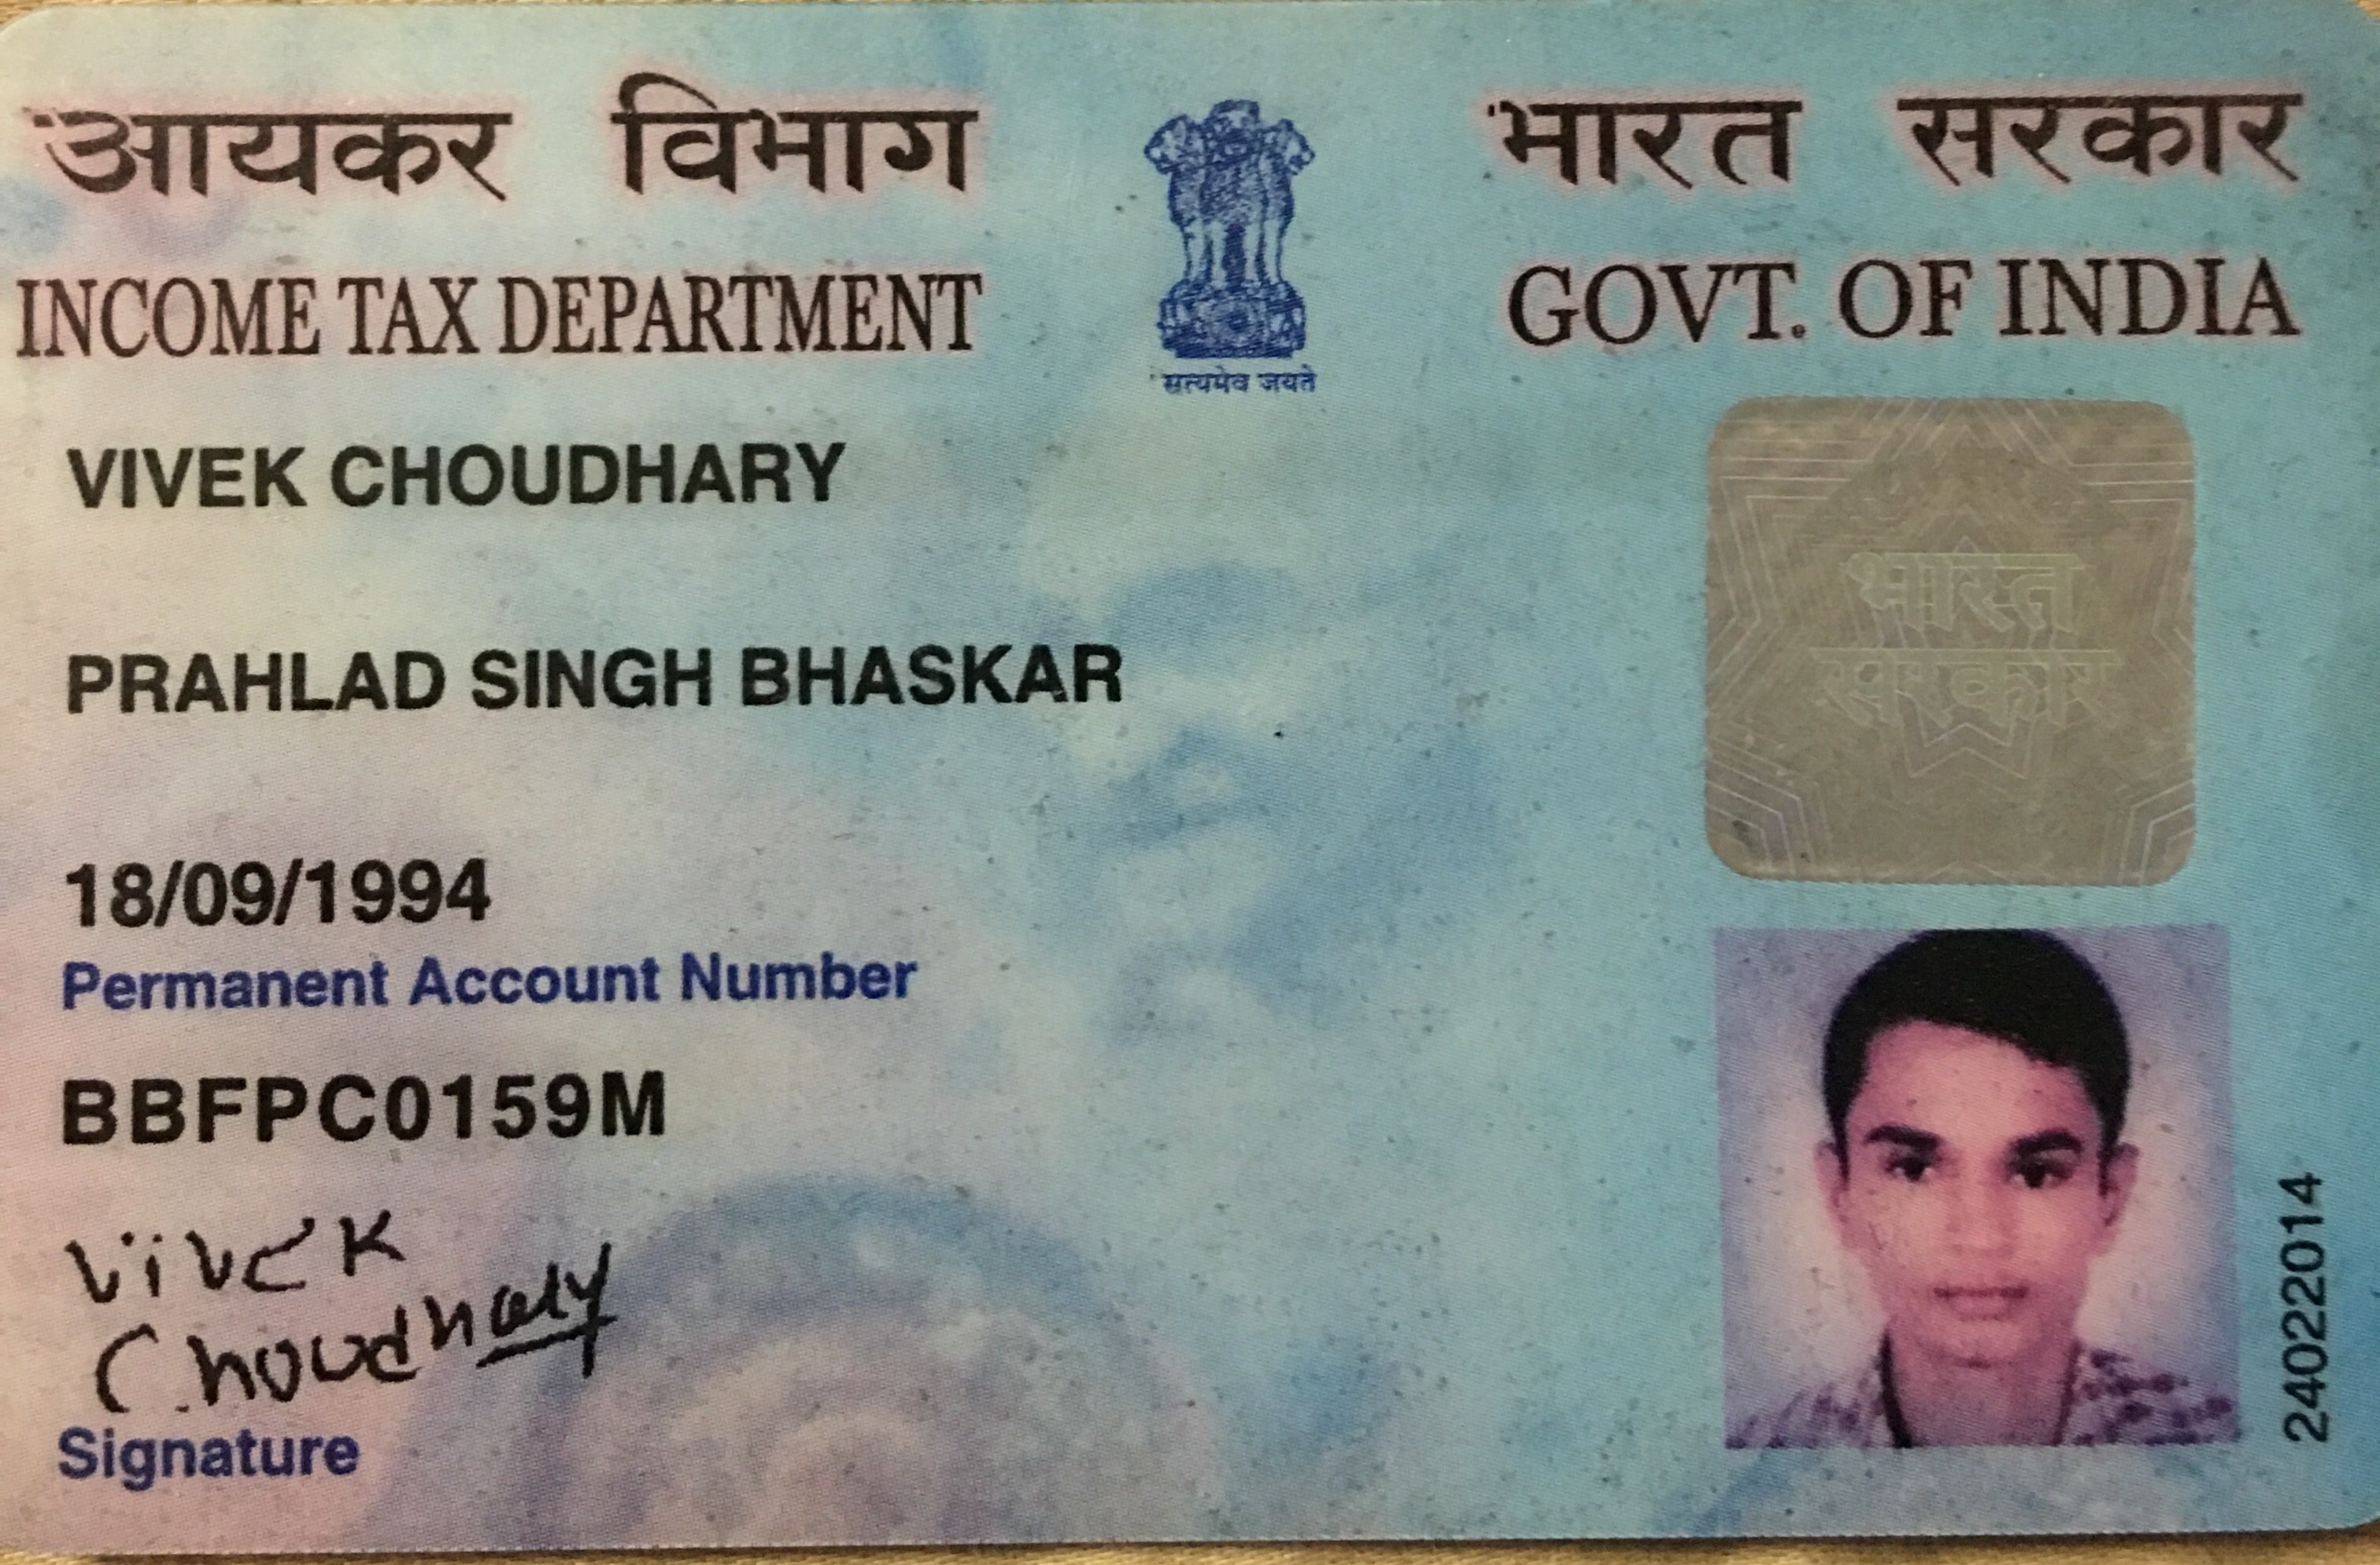 आयकर विभाग
भारत सरकार
INCOME TAX DEPARTMENT
GOVT. OF INDIA
सत्यमेव जयते
VIVEK CHOUDHARY
PRAHLAD SINGH BHASKAR
18/09/1994
Permanent Account Number
BBFPC0159M
Vivek
Choudhary
Signature
भारत
सरकार
24022014